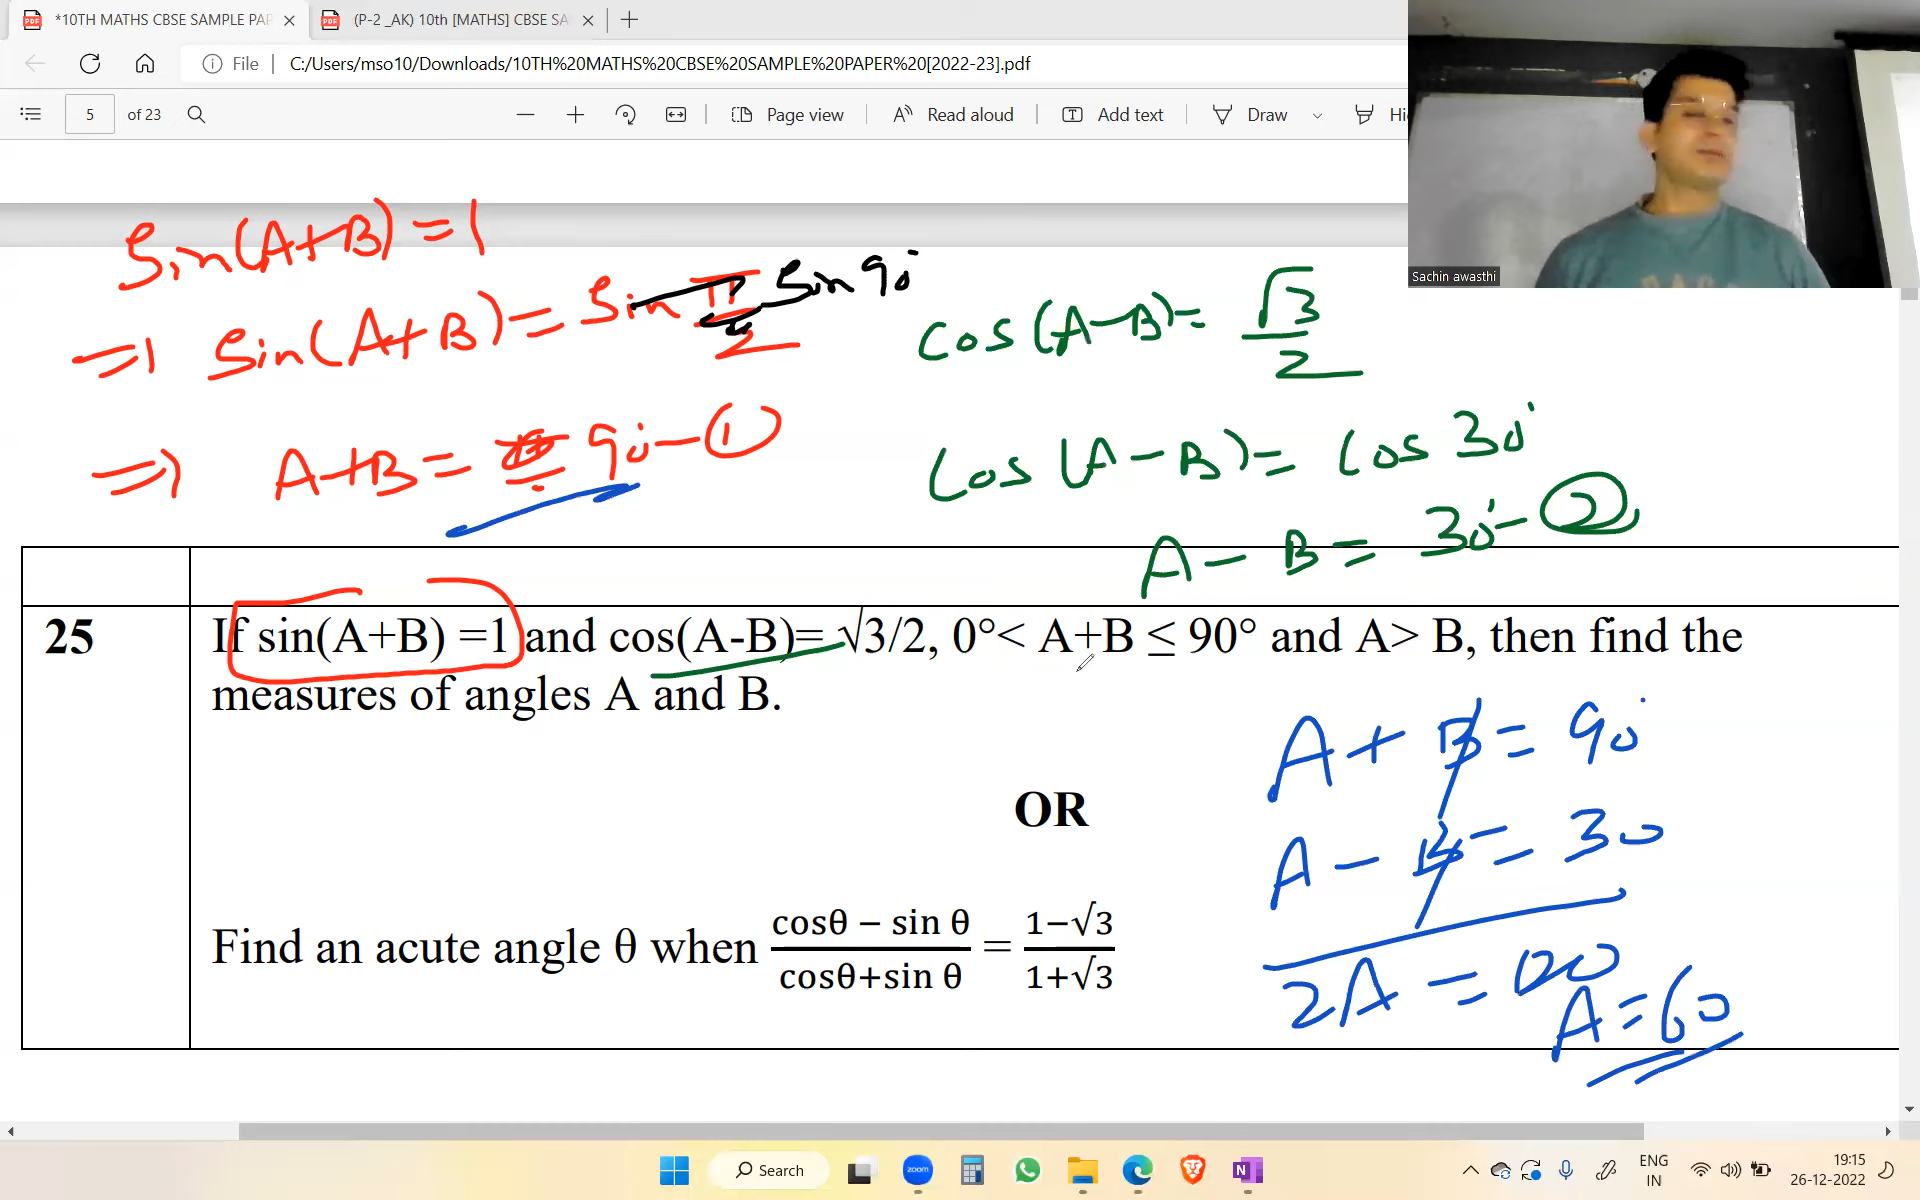 *10TH MATHS CBSE SAMPLE PAP
(P-2 _AK) 10th [MATHS] CBSE SA
File
C:/Users/mso10/Downloads/10TH%20MATHS%20CBSE%20SAMPLE%20PAPER%20[2022-23].pdf
5 of 23
Page view
Read aloud
Add text
Draw
Hi
Sachin awasthi
Sin(A+B)=1
⇒ Sin(A+B)= Sin π/2 Sin 90°
⇒ A+B= 90° – ①
cos(A–B)= √3/2
Cos(A–B)= Cos 30°
A – B = 30° – ②
25
If sin(A+B) =1 and cos(A-B)= √3/2, 0°< A+B ≤ 90° and A> B, then find the
measures of angles A and B.
A + B = 90°
A – B = 30
2A = 120
A = 60
OR
Find an acute angle θ when (cosθ − sin θ)/(cosθ+sin θ) = (1−√3)/(1+√3)
Search
zoom
N
ENG
IN
19:15
26-12-2022